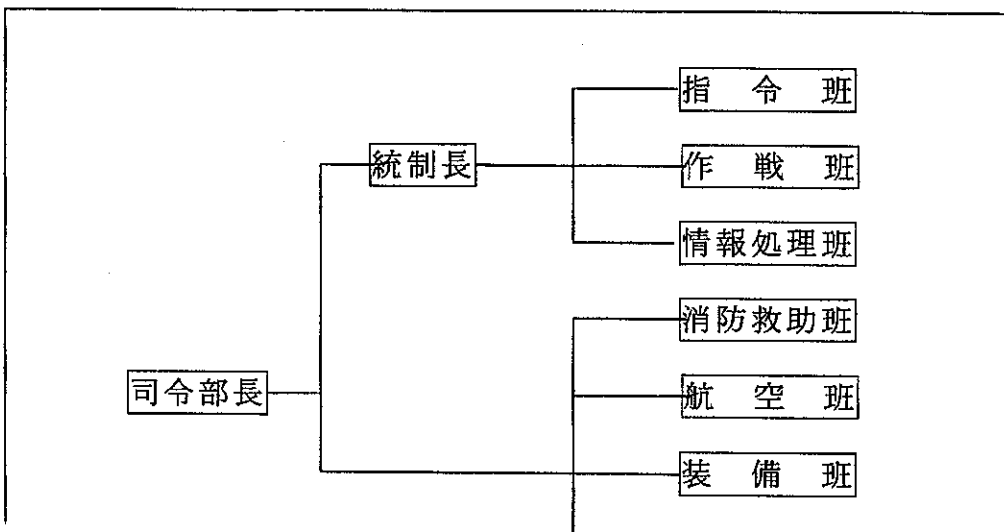 指令班
統制長
作戦班
情報処理班
消防救助班
司令部長
航空班
装備班